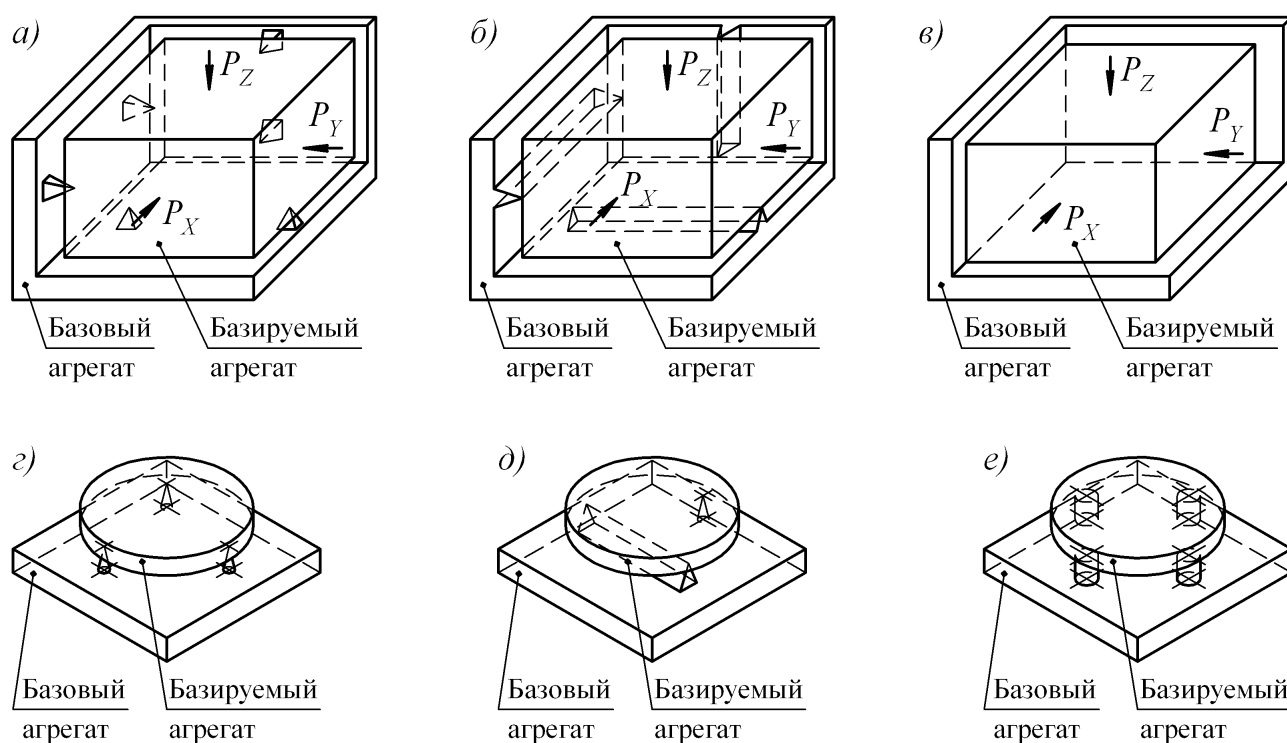 а)
P_Z
P_Y
P_X
Базовый
агрегат
Базируемый
агрегат
б)
P_Z
P_Y
P_X
Базовый
агрегат
Базируемый
агрегат
в)
P_Z
P_Y
P_X
Базовый
агрегат
Базируемый
агрегат
г)
Базовый
агрегат
Базируемый
агрегат
д)
Базовый
агрегат
Базируемый
агрегат
е)
Базовый
агрегат
Базируемый
агрегат